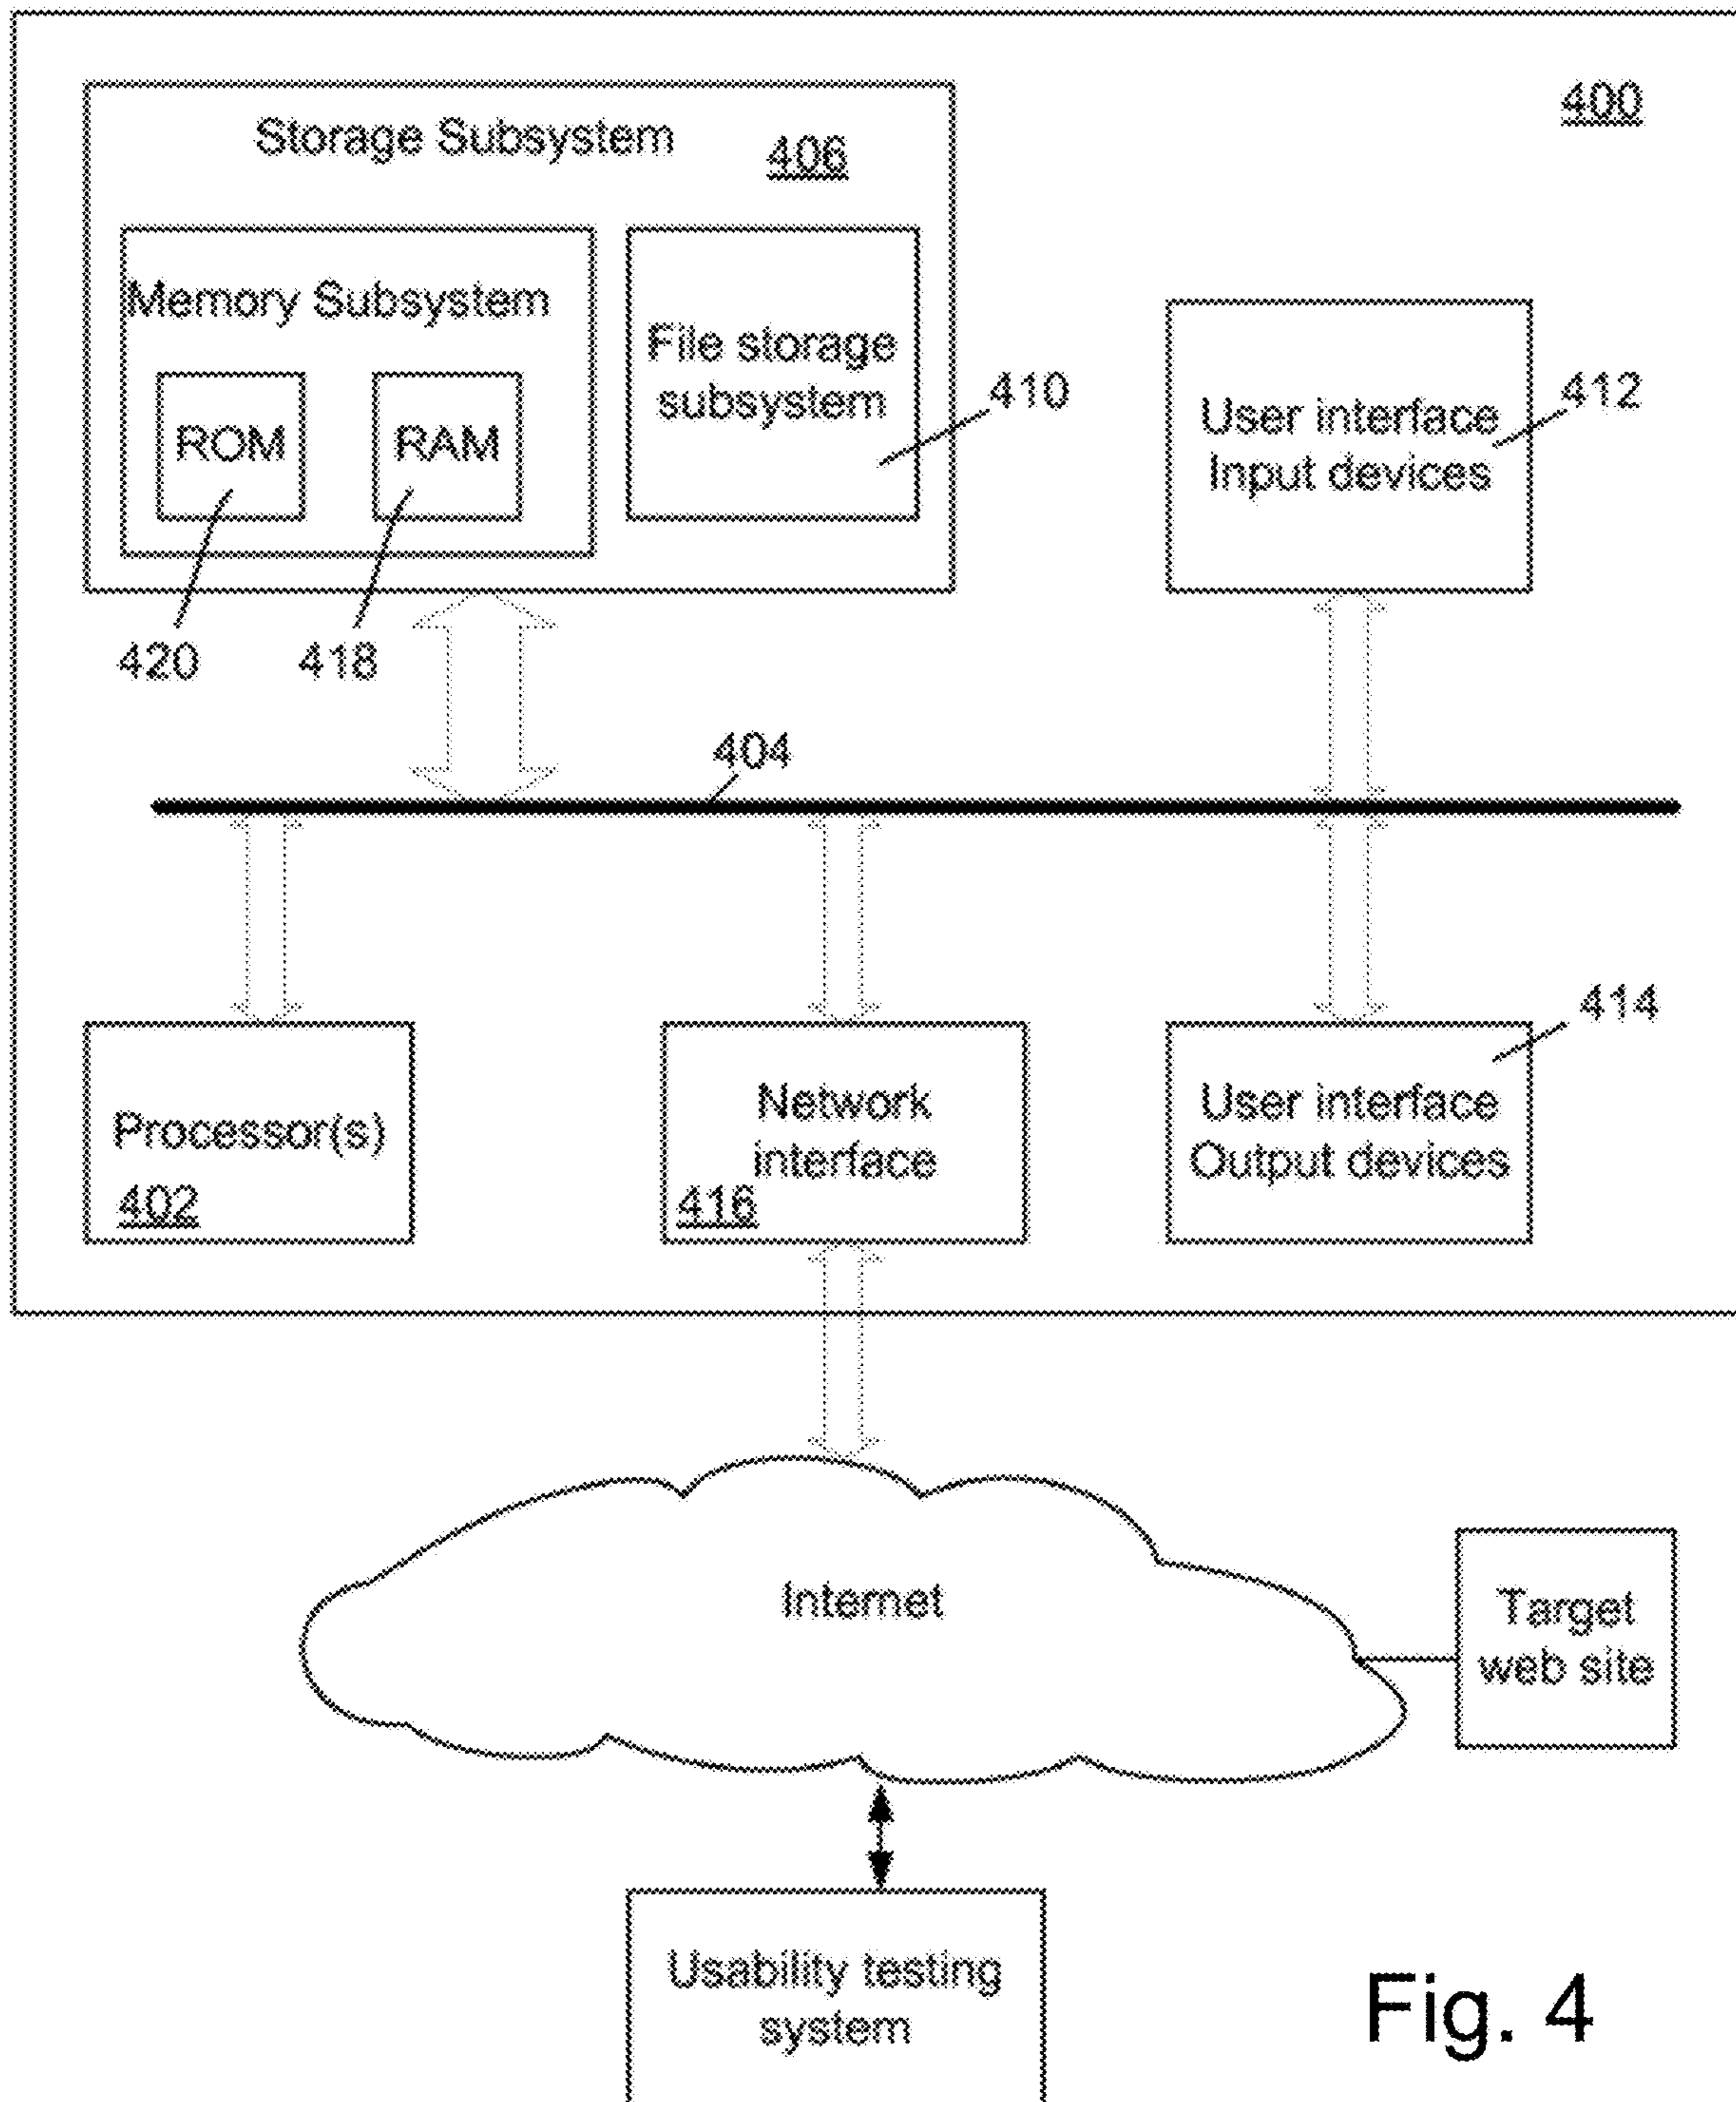 400
Storage Subsystem
406
Memory Subsystem
ROM
RAM
File storage
subsystem
410
User interface
Input devices
412
420
418
404
Processor(s)
402
Network
interface
416
User interface
Output devices
414
Internet
Target
web site
Usability testing
system
Fig. 4